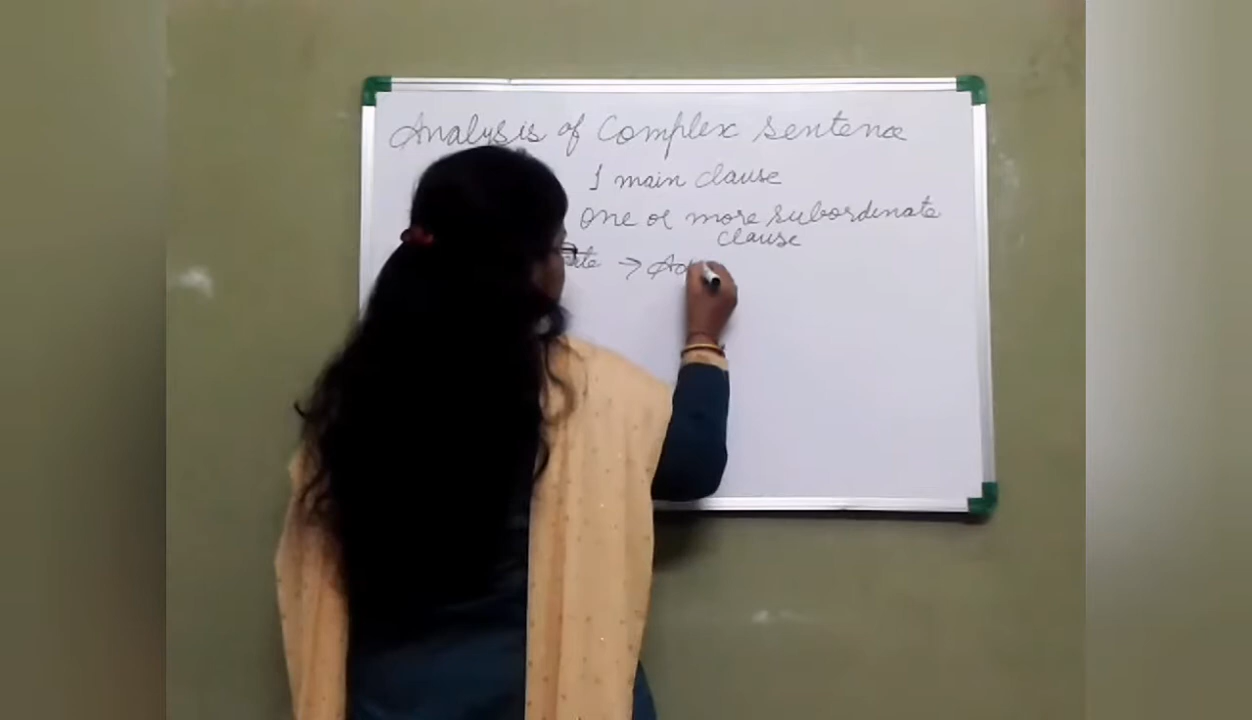 Analysis of Complex Sentence
1 main clause
one or more subordinate
clause
→